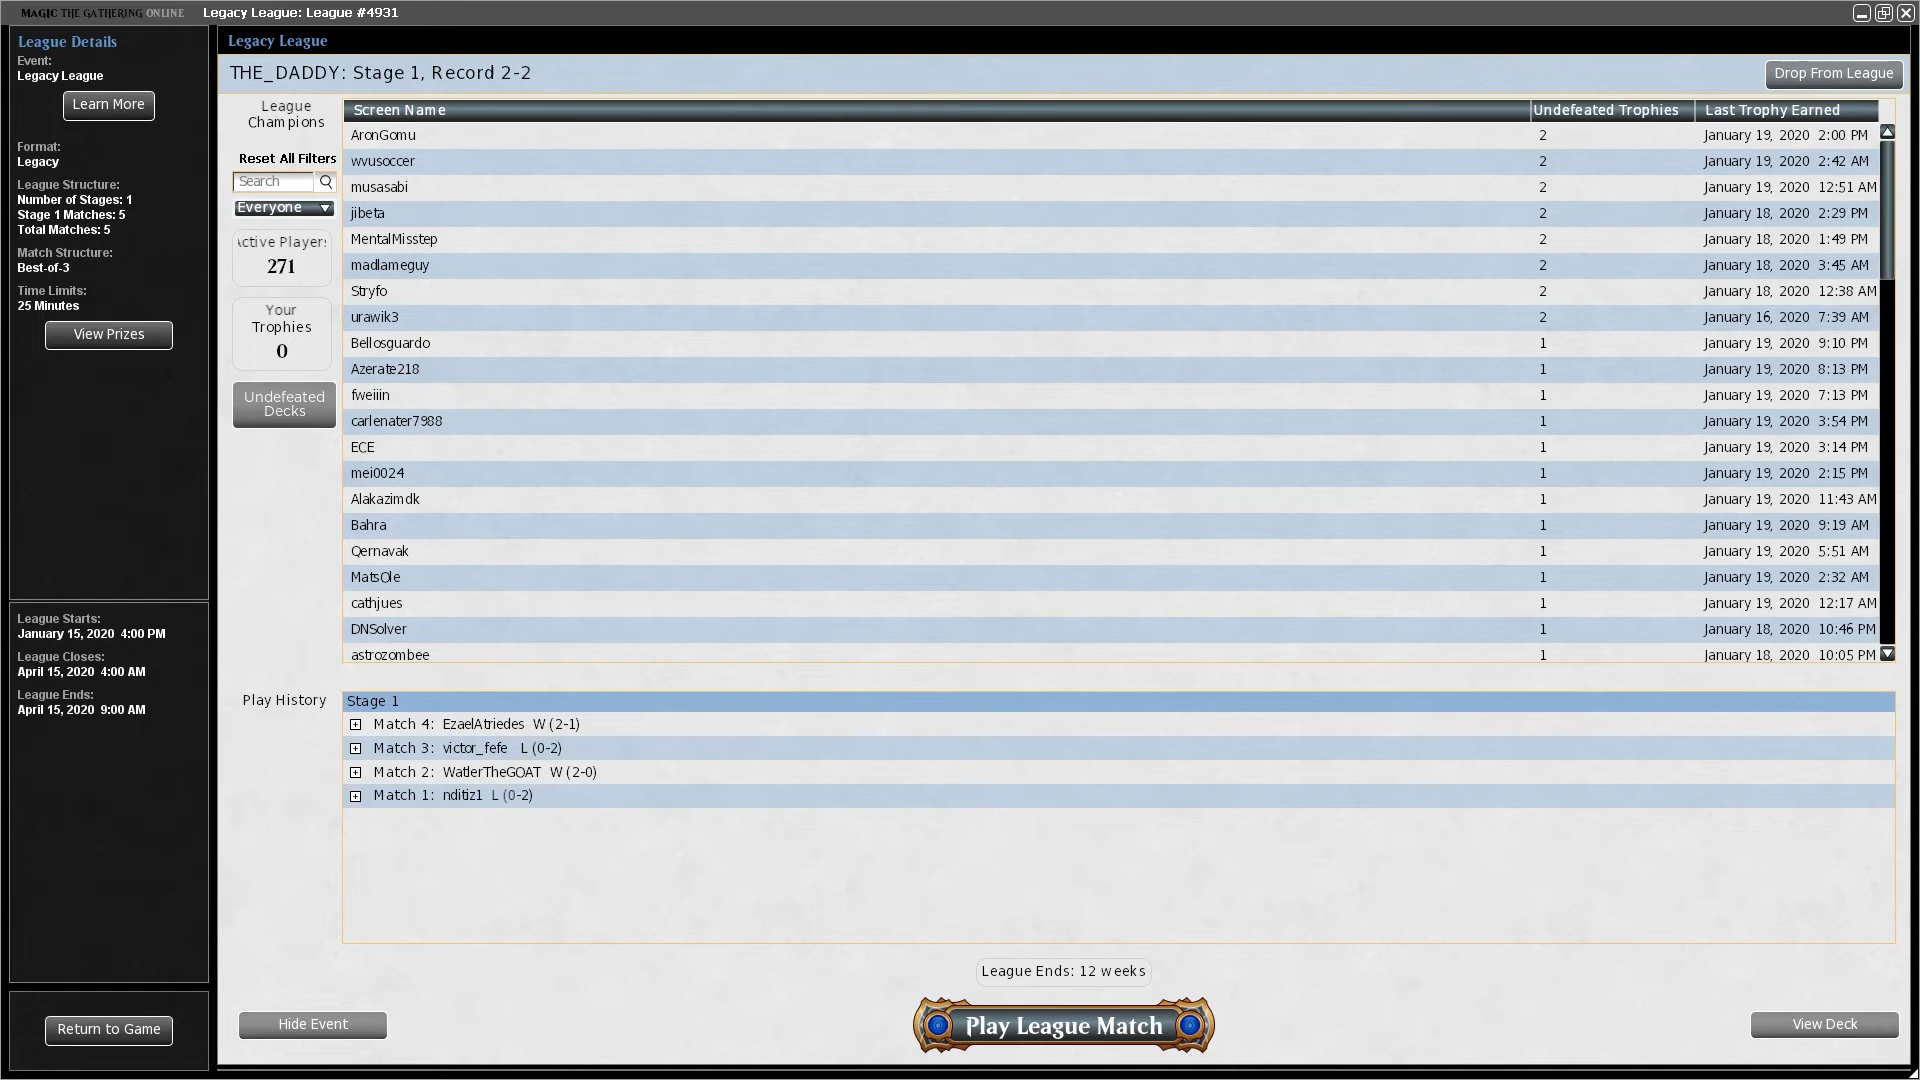 MAGIC THE GATHERING ONLINE Legacy League: League #4931
League Details
Event:
Legacy League
Learn More
Format:
Legacy
League Structure:
Number of Stages: 1
Stage 1 Matches: 5
Total Matches: 5
Match Structure:
Best-of-3
Time Limits:
25 Minutes
View Prizes
League Starts:
January 15, 2020 4:00 PM
League Closes:
April 15, 2020 4:00 AM
League Ends:
April 15, 2020 9:00 AM
Return to Game
Legacy League
THE_DADDY: Stage 1, Record 2-2
Drop From League
League
Champions
Reset All Filters
Search
Everyone
Active Players
271
Your
Trophies
0
Undefeated
Decks
Screen Name Undefeated Trophies Last Trophy Earned
AronGomu 2 January 19, 2020 2:00 PM
wvusoccer 2 January 19, 2020 2:42 AM
musasabi 2 January 19, 2020 12:51 AM
jibeta 2 January 18, 2020 2:29 PM
MentalMisstep 2 January 18, 2020 1:49 PM
madlameguy 2 January 18, 2020 3:45 AM
Stryfo 2 January 18, 2020 12:38 AM
urawik3 2 January 16, 2020 7:39 AM
Bellosguardo 1 January 19, 2020 9:10 PM
Azerate218 1 January 19, 2020 8:13 PM
fweiiin 1 January 19, 2020 7:13 PM
carlenater7988 1 January 19, 2020 3:54 PM
ECE 1 January 19, 2020 3:14 PM
mei0024 1 January 19, 2020 2:15 PM
Alakazimdk 1 January 19, 2020 11:43 AM
Bahra 1 January 19, 2020 9:19 AM
Qernavak 1 January 19, 2020 5:51 AM
MatsOle 1 January 19, 2020 2:32 AM
cathjues 1 January 19, 2020 12:17 AM
DNSolver 1 January 18, 2020 10:46 PM
astrozombee 1 January 18, 2020 10:05 PM
Play History
Stage 1
Match 4: EzaelAtriedes W (2-1)
Match 3: victor_fefe L (0-2)
Match 2: WatlerTheGOAT W (2-0)
Match 1: nditiz1 L (0-2)
League Ends: 12 weeks
Hide Event
Play League Match
View Deck